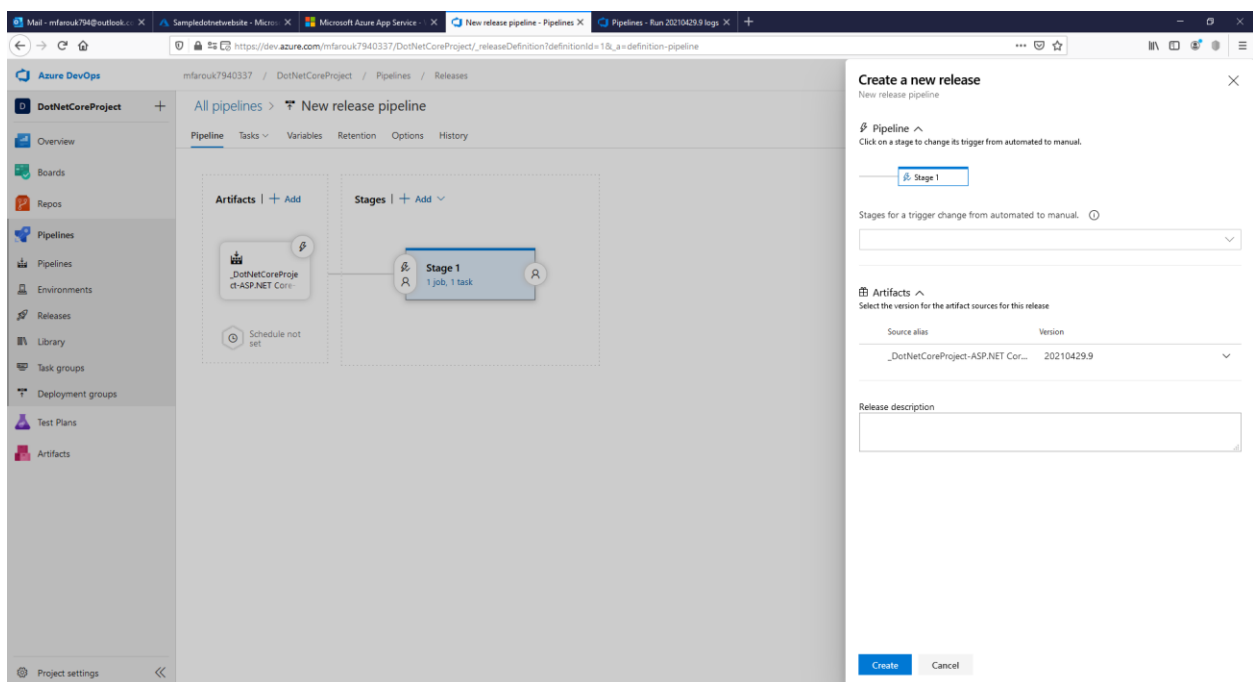 Mail - mfarouk794@outlook.co
Sampledotnetwebsite - Micros
Microsoft Azure App Service - V
New release pipeline - Pipelines
Pipelines - Run 20210429.9 logs
https://dev.azure.com/mfarouk7940337/DotNetCoreProject/_releaseDefinition?definitionId=1&_a=definition-pipeline
Azure DevOps
mfarouk7940337 / DotNetCoreProject / Pipelines / Releases
D DotNetCoreProject
All pipelines > New release pipeline
Pipeline Tasks Variables Retention Options History
Overview
Boards
Repos
Pipelines
Pipelines
Environments
Releases
Library
Task groups
Deployment groups
Test Plans
Artifacts
Project settings
Artifacts | + Add
Stages | + Add
_DotNetCoreProje
ct-ASP.NET Core-
Schedule not
set
Stage 1
1 job, 1 task
Create a new release
New release pipeline
Pipeline
Click on a stage to change its trigger from automated to manual.
Stage 1
Stages for a trigger change from automated to manual.
Artifacts
Select the version for the artifact sources for this release
Source alias Version
_DotNetCoreProject-ASP.NET Cor... 20210429.9
Release description
Create Cancel